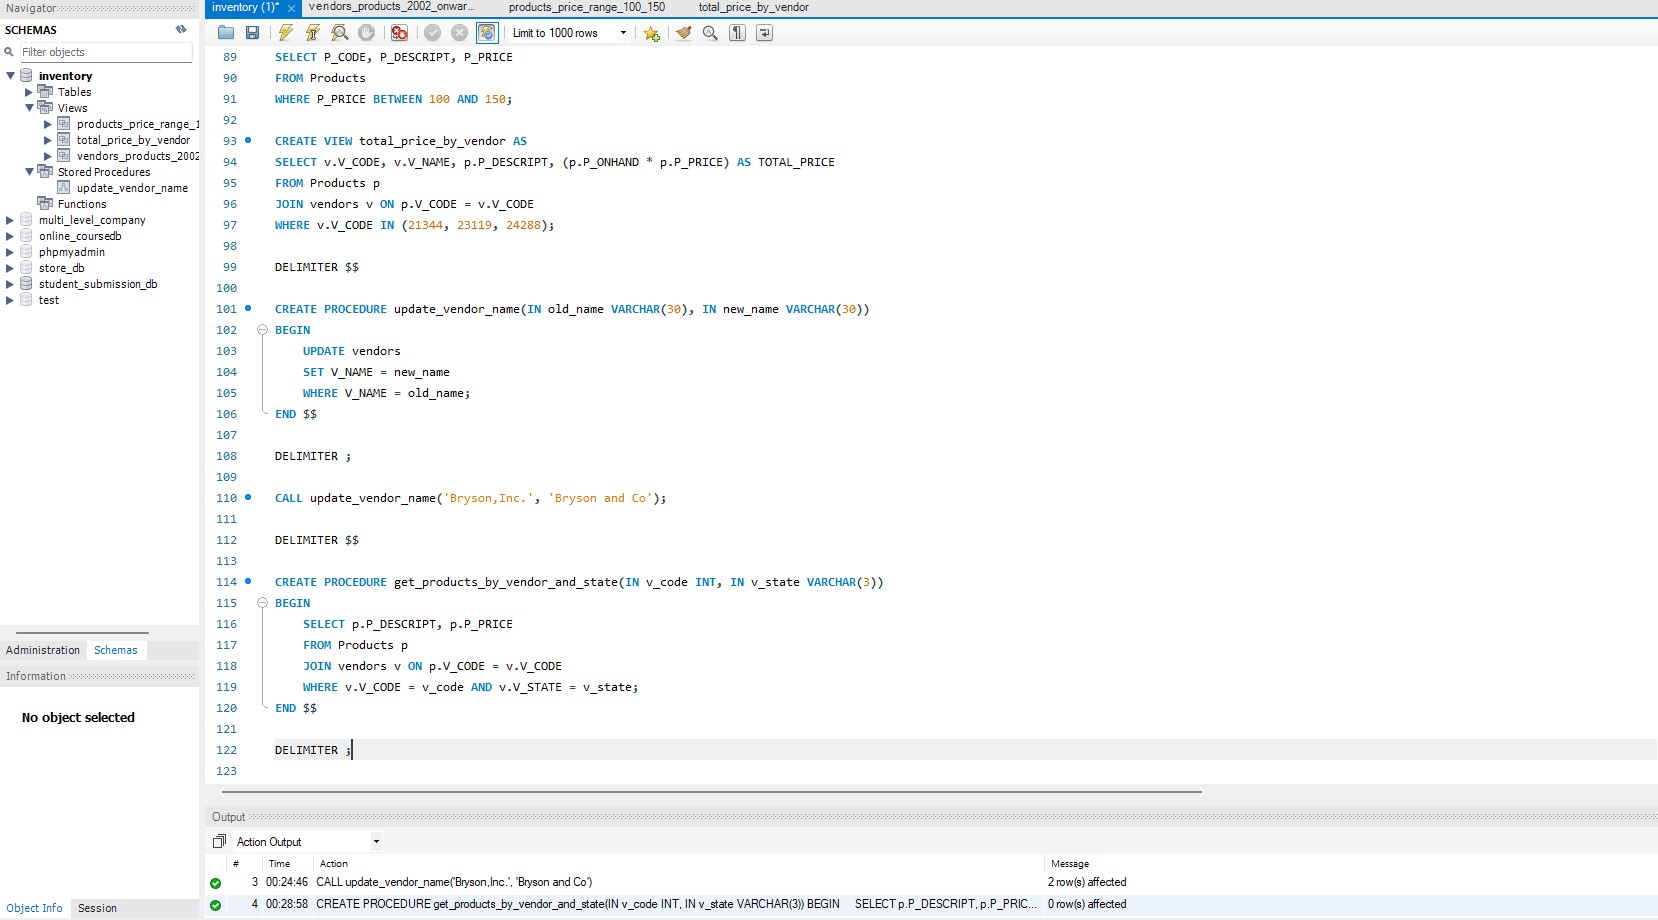 Navigator
inventory (1)*
vendors_products_2002_onwar...
products_price_range_100_150
total_price_by_vendor
SCHEMAS
Limit to 1000 rows
Filter objects
inventory
Tables
Views
products_price_range_1
total_price_by_vendor
vendors_products_2002
Stored Procedures
update_vendor_name
Functions
multi_level_company
online_coursedb
phpmyadmin
store_db
student_submission_db
test
Administration
Schemas
Information
No object selected
Object Info
Session
89 SELECT P_CODE, P_DESCRIPT, P_PRICE
90 FROM Products
91 WHERE P_PRICE BETWEEN 100 AND 150;
92
93 CREATE VIEW total_price_by_vendor AS
94 SELECT v.V_CODE, v.V_NAME, p.P_DESCRIPT, (p.P_ONHAND * p.P_PRICE) AS TOTAL_PRICE
95 FROM Products p
96 JOIN vendors v ON p.V_CODE = v.V_CODE
97 WHERE v.V_CODE IN (21344, 23119, 24288);
98
99 DELIMITER $$
100
101 CREATE PROCEDURE update_vendor_name(IN old_name VARCHAR(30), IN new_name VARCHAR(30))
102 BEGIN
103 UPDATE vendors
104 SET V_NAME = new_name
105 WHERE V_NAME = old_name;
106 END $$
107
108 DELIMITER ;
109
110 CALL update_vendor_name('Bryson,Inc.', 'Bryson and Co');
111
112 DELIMITER $$
113
114 CREATE PROCEDURE get_products_by_vendor_and_state(IN v_code INT, IN v_state VARCHAR(3))
115 BEGIN
116 SELECT p.P_DESCRIPT, p.P_PRICE
117 FROM Products p
118 JOIN vendors v ON p.V_CODE = v.V_CODE
119 WHERE v.V_CODE = v_code AND v.V_STATE = v_state;
120 END $$
121
122 DELIMITER ;
123
Output
Action Output
# Time Action Message
3 00:24:46 CALL update_vendor_name('Bryson,Inc.', 'Bryson and Co') 2 row(s) affected
4 00:28:58 CREATE PROCEDURE get_products_by_vendor_and_state(IN v_code INT, IN v_state VARCHAR(3)) BEGIN SELECT p.P_DESCRIPT, p.P_PRIC... 0 row(s) affected